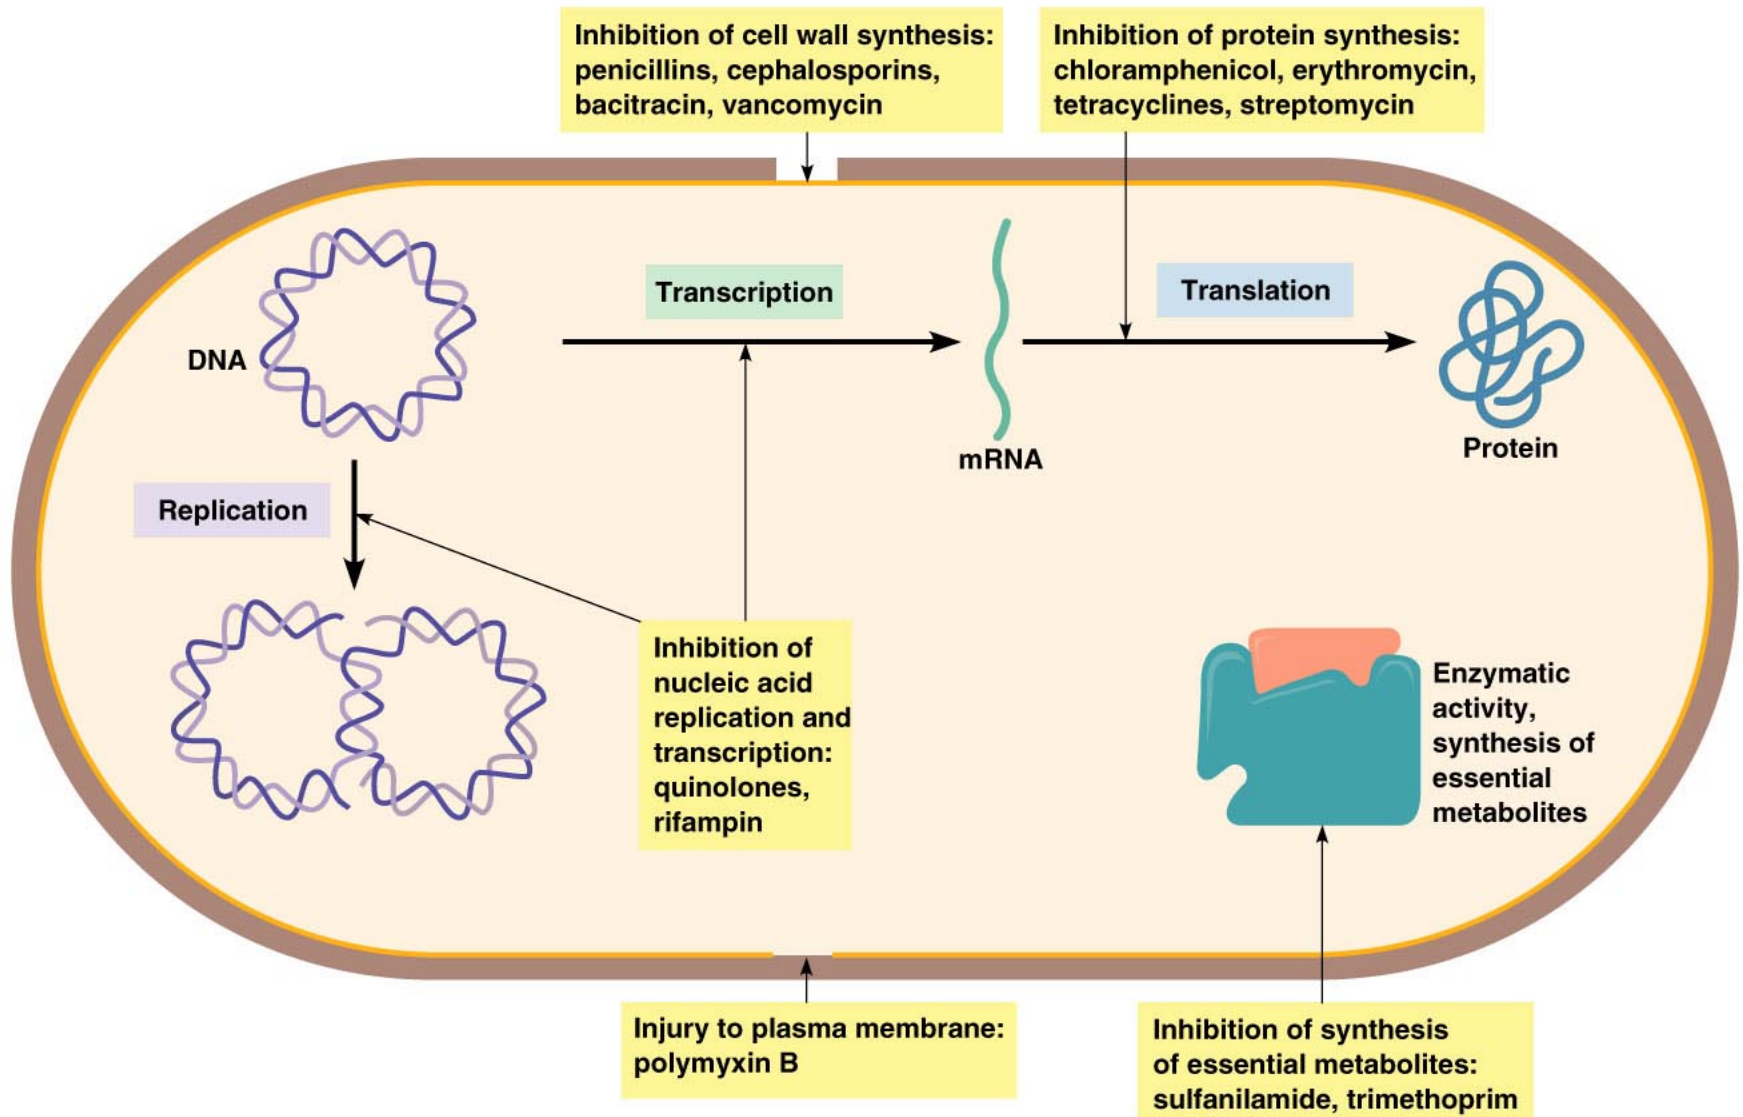 Inhibition of cell wall synthesis:
penicillins, cephalosporins,
bacitracin, vancomycin
Inhibition of protein synthesis:
chloramphenicol, erythromycin,
tetracyclines, streptomycin
Transcription
Translation
DNA
mRNA
Protein
Replication
Inhibition of
nucleic acid
replication and
transcription:
quinolones,
rifampin
Enzymatic
activity,
synthesis of
essential
metabolites
Injury to plasma membrane:
polymyxin B
Inhibition of synthesis
of essential metabolites:
sulfanilamide, trimethoprim